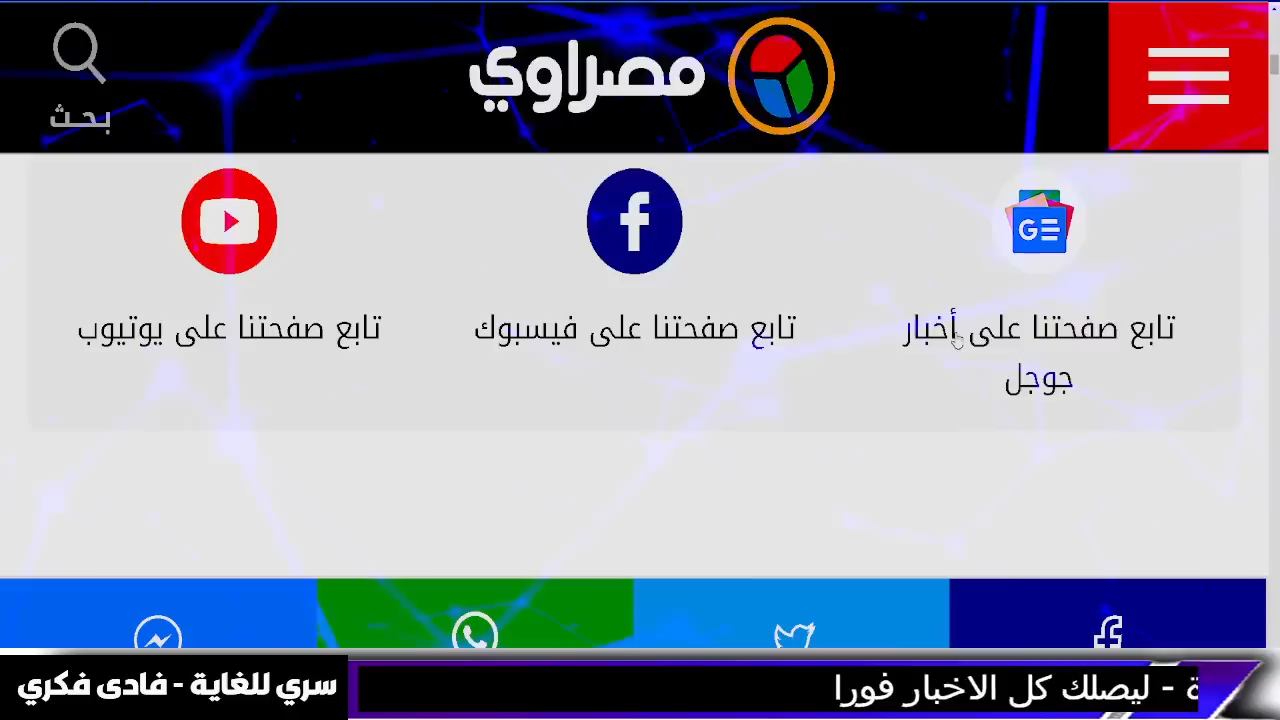 مصراوي
بحث
تابع صفحتنا على أخبار جوجل
تابع صفحتنا على فيسبوك
تابع صفحتنا على يوتيوب
ة - ليصلك كل الاخبار فورا
سري للغاية - فادى فكري